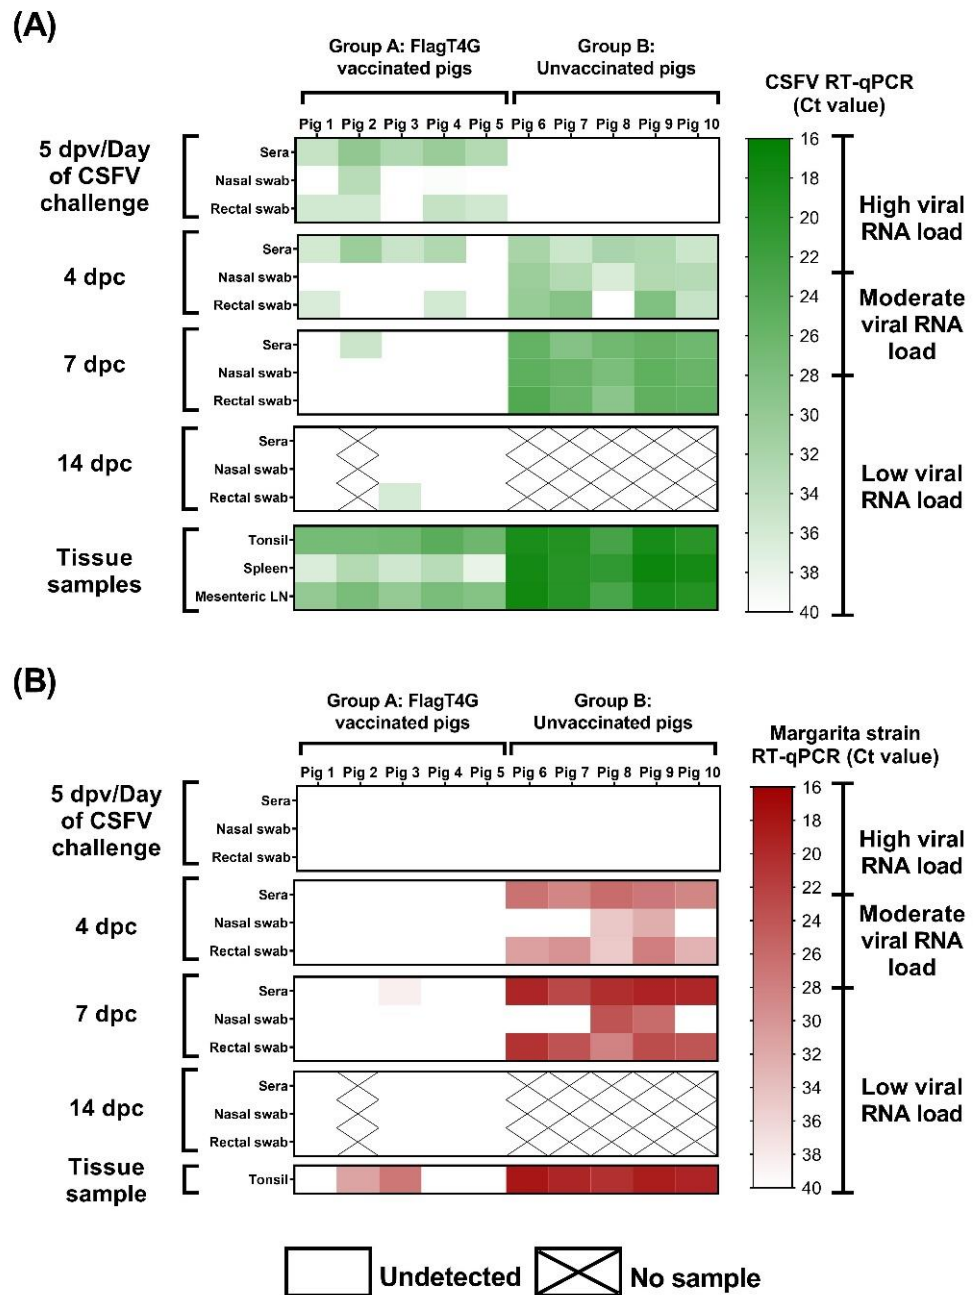 (A)
Group A: FlagT4G
vaccinated pigs
Group B:
Unvaccinated pigs
CSFV RT-qPCR
(Ct value)
Pig 1 Pig 2 Pig 3 Pig 4 Pig 5 Pig 6 Pig 7 Pig 8 Pig 9 Pig 10
5 dpv/Day
of CSFV
challenge
Sera
Nasal swab
Rectal swab
4 dpc
Sera
Nasal swab
Rectal swab
7 dpc
Sera
Nasal swab
Rectal swab
14 dpc
Sera
Nasal swab
Rectal swab
Tissue
samples
Tonsil
Spleen
Mesenteric LN
16
18
20
22
24
26
28
30
32
34
36
38
40
High viral
RNA load
Moderate
viral RNA
load
Low viral
RNA load
(B)
Group A: FlagT4G
vaccinated pigs
Group B:
Unvaccinated pigs
Margarita strain
RT-qPCR (Ct value)
Pig 1 Pig 2 Pig 3 Pig 4 Pig 5 Pig 6 Pig 7 Pig 8 Pig 9 Pig 10
5 dpv/Day
of CSFV
challenge
Sera
Nasal swab
Rectal swab
4 dpc
Sera
Nasal swab
Rectal swab
7 dpc
Sera
Nasal swab
Rectal swab
14 dpc
Sera
Nasal swab
Rectal swab
Tissue
sample
Tonsil
16
18
20
22
24
26
28
30
32
34
36
38
40
High viral
RNA load
Moderate
viral RNA
load
Low viral
RNA load
Undetected
No sample